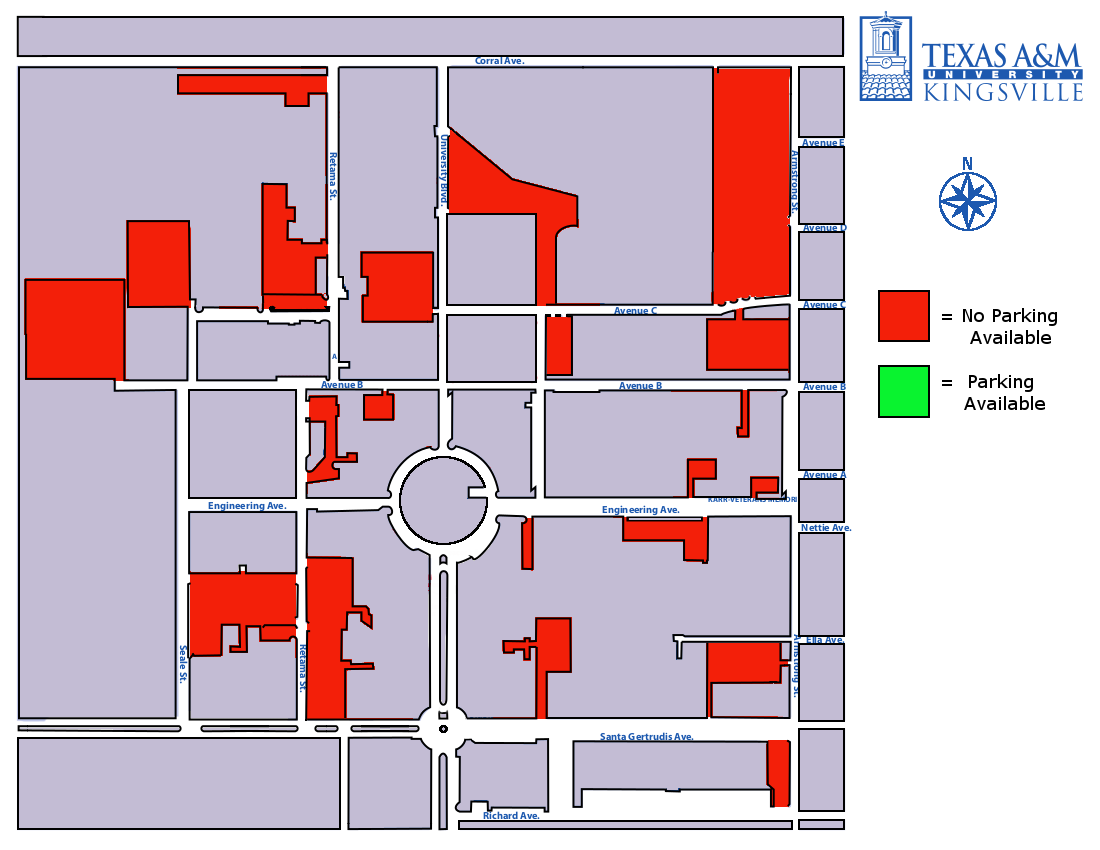 Corral Ave.
TEXAS A&M
UNIVERSITY
KINGSVILLE
Avenue E
University Blvd.
Retama St.
Armstrong St.
N
Avenue D
Avenue C
Avenue C
= No Parking
Available
A
Avenue B
Avenue B
Avenue B
= Parking
Available
Avenue A
KARR-VETERANS MEMORI
Engineering Ave.
Engineering Ave.
Nettie Ave.
Ella Ave.
Seale St.
Retama St.
Armstrong St.
Santa Gertrudis Ave.
Richard Ave.